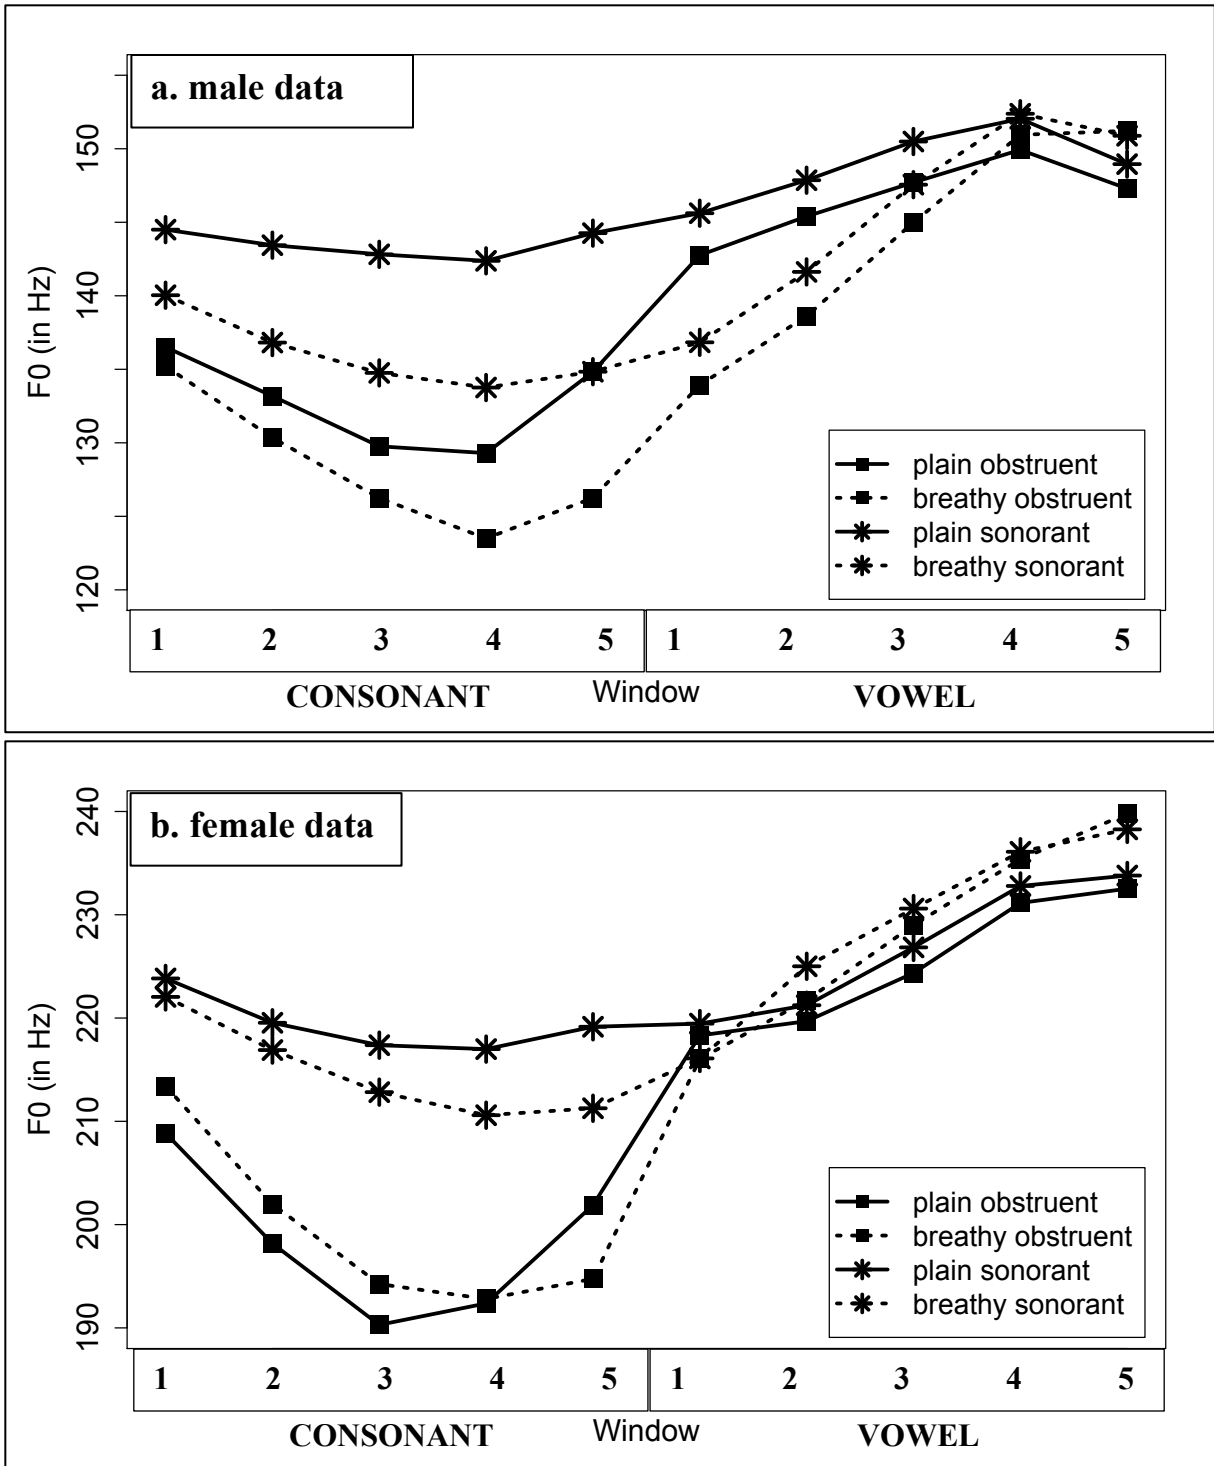 a. male data
F0 (in Hz)
150
140
130
120
plain obstruent
breathy obstruent
plain sonorant
breathy sonorant
1 2 3 4 5 1 2 3 4 5
CONSONANT Window VOWEL
b. female data
F0 (in Hz)
240
230
220
210
200
190
plain obstruent
breathy obstruent
plain sonorant
breathy sonorant
1 2 3 4 5 1 2 3 4 5
CONSONANT Window VOWEL